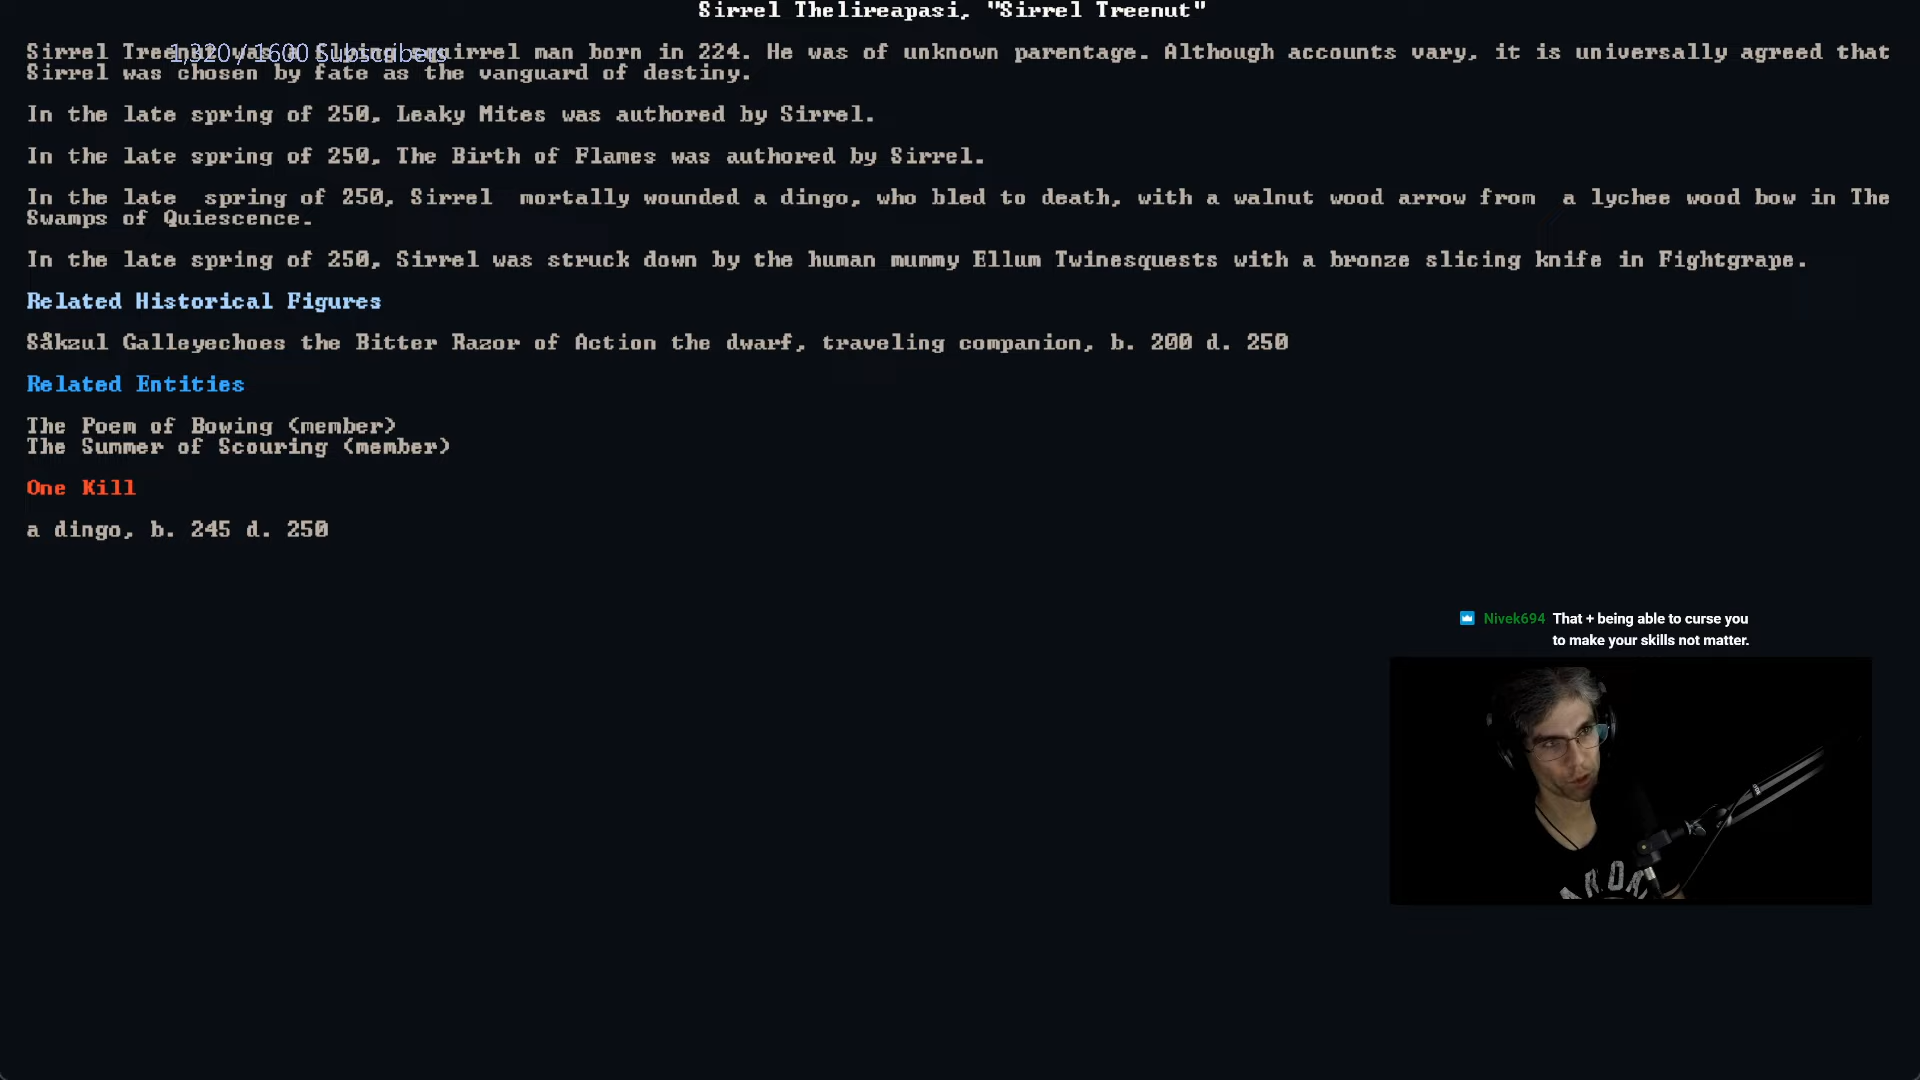 Sirrel Thelireapasi, "Sirrel Treenut"
1,320 / 1600 Subscribers
Sirrel Treenut was a flying squirrel man born in 224. He was of unknown parentage. Although accounts vary, it is universally agreed that
Sirrel was chosen by fate as the vanguard of destiny.
In the late spring of 250, Leaky Mites was authored by Sirrel.
In the late spring of 250, The Birth of Flames was authored by Sirrel.
In the late spring of 250, Sirrel mortally wounded a dingo, who bled to death, with a walnut wood arrow from a lychee wood bow in The
Swamps of Quiescence.
In the late spring of 250, Sirrel was struck down by the human mummy Ellum Twinesquests with a bronze slicing knife in Fightgrape.
Related Historical Figures
Såkzul Galleyechoes the Bitter Razor of Action the dwarf, traveling companion, b. 200 d. 250
Related Entities
The Poem of Bowing (member)
The Summer of Scouring (member)
One Kill
a dingo, b. 245 d. 250
Nivek694 That + being able to curse you
to make your skills not matter.